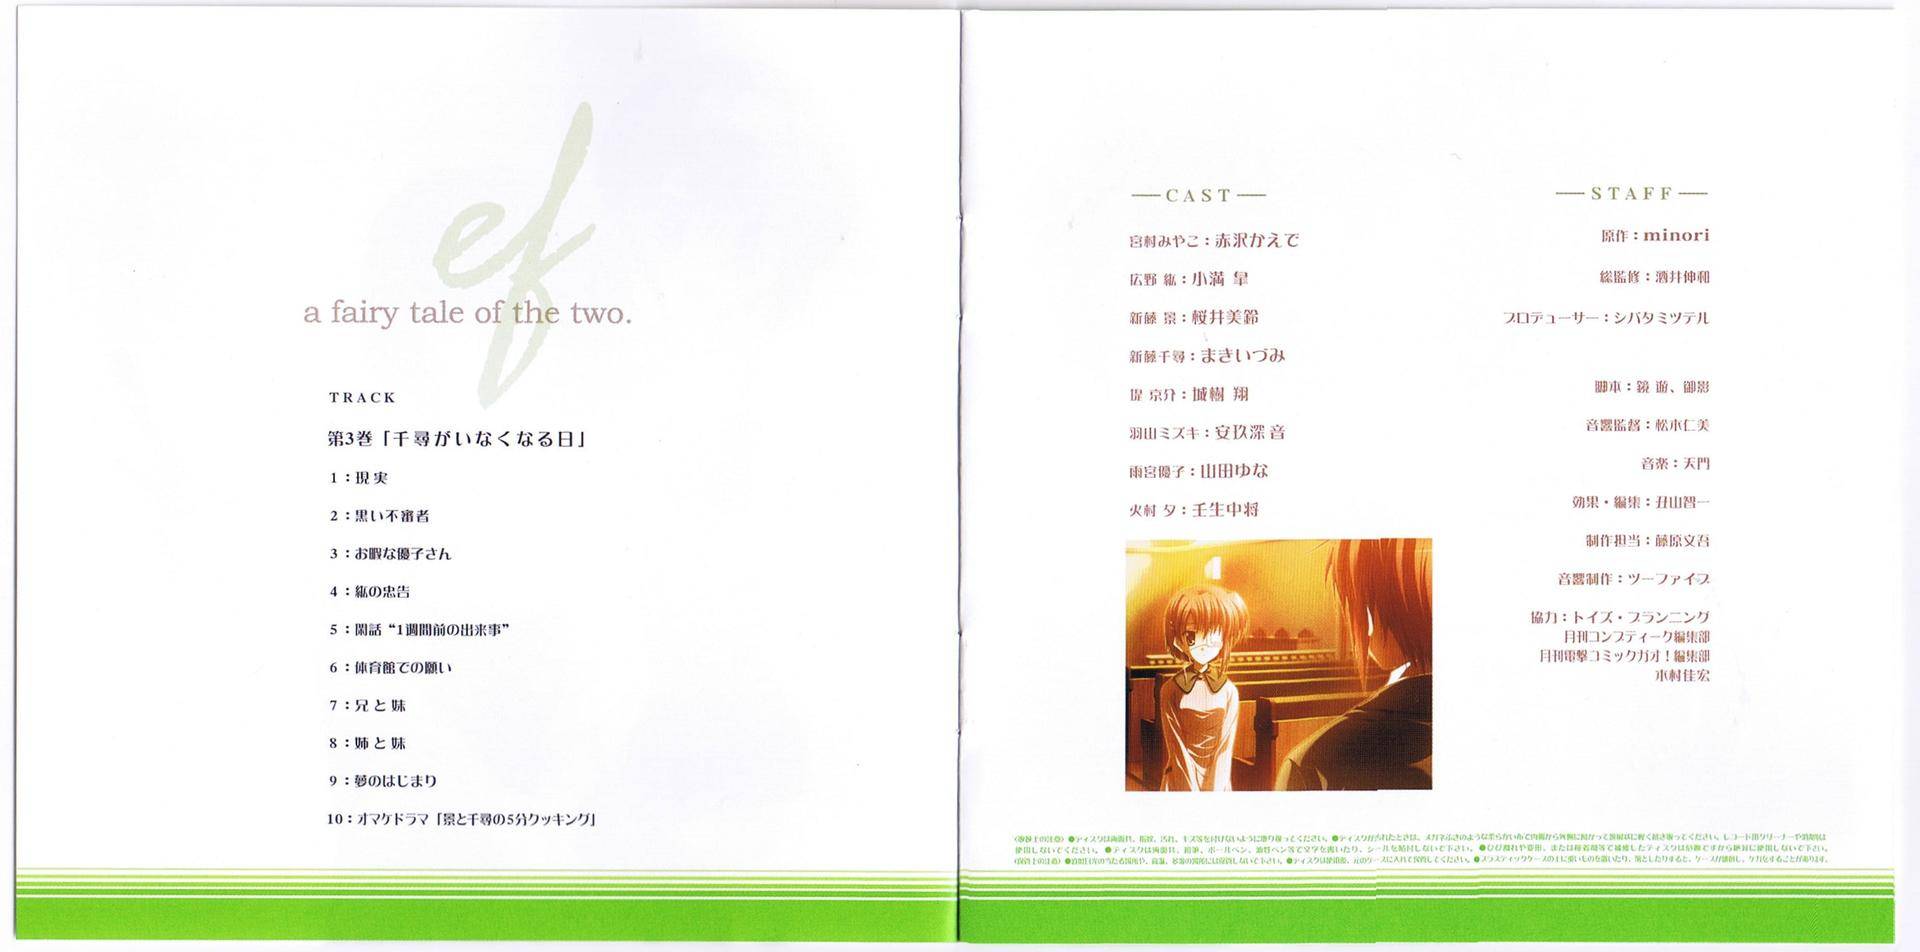 ef
a fairy tale of the two.
TRACK
第3巻「千尋がいなくなる日」
1：現実
2：黒い不審者
3：お暇な優子さん
4：紘の忠告
5：閑話“1週間前の出来事”
6：体育館での願い
7：兄と妹
8：姉と妹
9：夢のはじまり
10：オマケドラマ「景と千尋の5分クッキング」
CAST
宮村みやこ：赤沢かえで
広野 紘：小満 皐
新藤 景：桜井美鈴
新藤千尋：まきいづみ
堤 京介：城樹 翔
羽山ミズキ：安玖深音
雨宮優子：山田ゆな
火村 夕：壬生中将
STAFF
原作：minori
総監修：酒井伸和
プロデューサー：シバタミツテル
脚本：鏡 遊、御影
音響監督：松本仁美
音楽：天門
効果・編集：丑山智一
制作担当：藤原文吾
音響制作：ツーファイブ
協力：トイズ・プランニング
月刊コンプティーク編集部
月刊電撃コミックガオ！編集部
木村佳宏